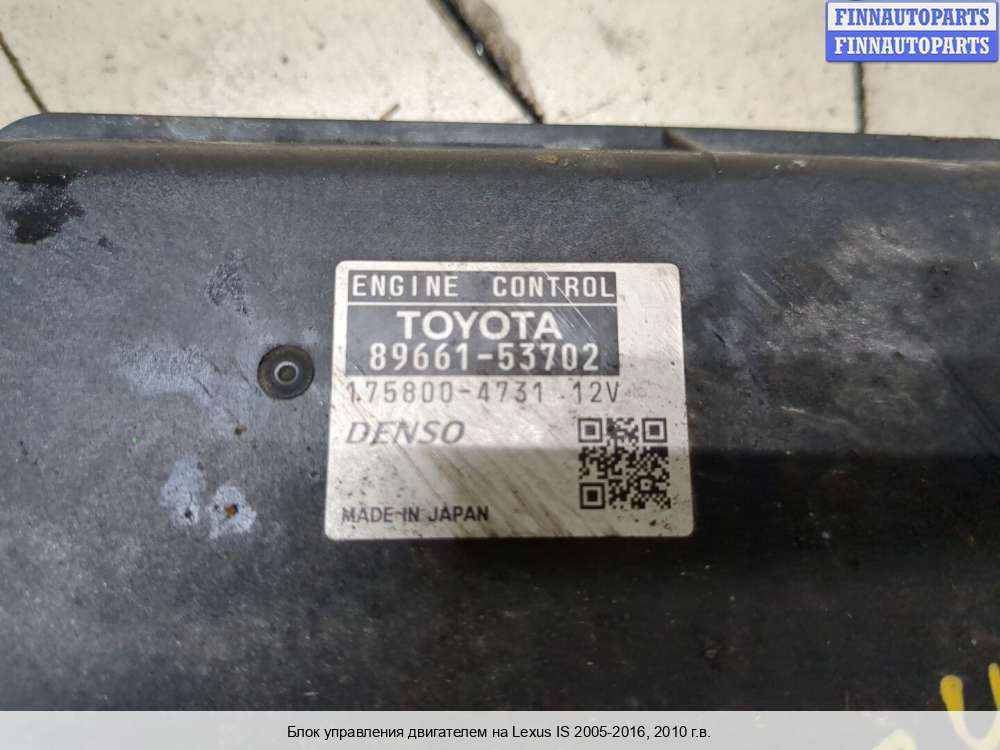 FINNAUTOPARTS
FINNAUTOPARTS
ENGINE CONTROL
TOYOTA
89661-53702
175800-4731 12V
DENSO
MADE IN JAPAN
Блок управления двигателем на Lexus IS 2005-2016, 2010 г.в.